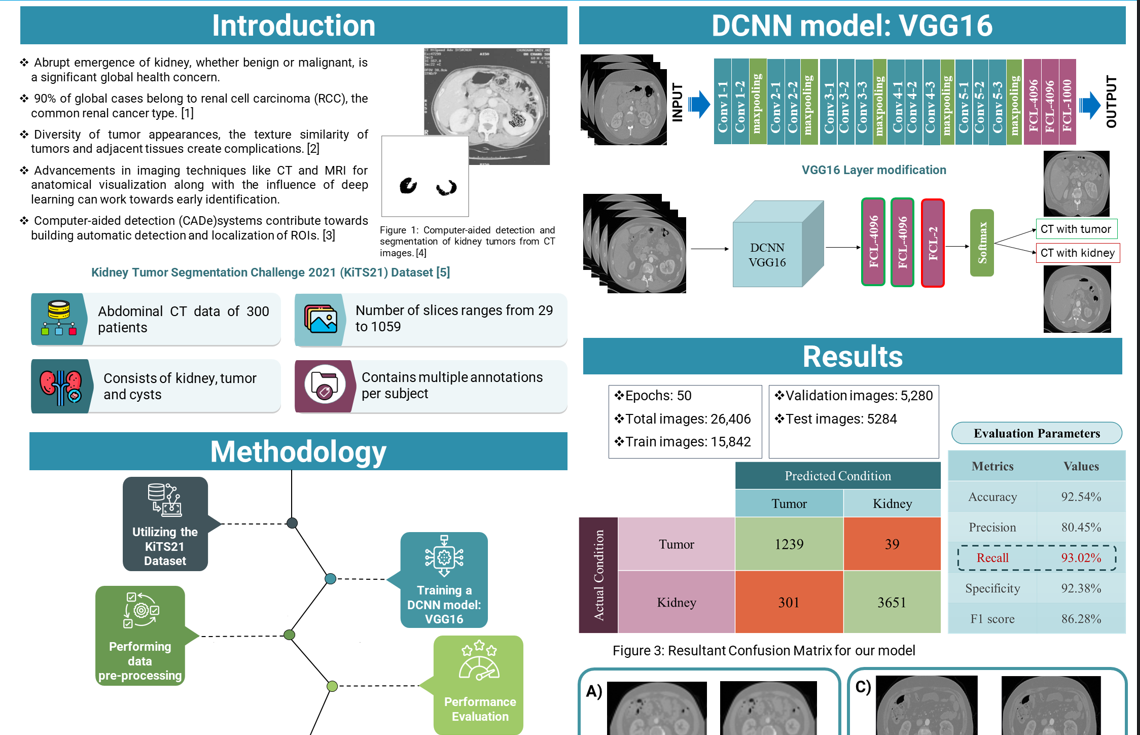 Introduction
❖ Abrupt emergence of kidney, whether benign or malignant, is
a significant global health concern.
❖ 90% of global cases belong to renal cell carcinoma (RCC), the
common renal cancer type. [1]
❖ Diversity of tumor appearances, the texture similarity of
tumors and adjacent tissues create complications. [2]
❖ Advancements in imaging techniques like CT and MRI for
anatomical visualization along with the influence of deep
learning can work towards early identification.
❖ Computer-aided detection (CADe)systems contribute towards
building automatic detection and localization of ROIs. [3]
Figure 1: Computer-aided detection and
segmentation of kidney tumors from CT
images. [4]
Kidney Tumor Segmentation Challenge 2021 (KiTS21) Dataset [5]
Abdominal CT data of 300
patients
Number of slices ranges from 29
to 1059
Consists of kidney, tumor
and cysts
Contains multiple annotations
per subject
Methodology
Utilizing the
KiTS21
Dataset
Training a
DCNN model:
VGG16
Performing
data
pre-processing
Performance
Evaluation
DCNN model: VGG16
INPUT
Conv 1-1
Conv 1-2
maxpooling
Conv 2-1
Conv 2-2
maxpooling
Conv 3-1
Conv 3-2
Conv 3-3
maxpooling
Conv 4-1
Conv 4-2
Conv 4-3
maxpooling
Conv 5-1
Conv 5-2
Conv 5-3
maxpooling
FCL-4096
FCL-4096
FCL-1000
OUTPUT
VGG16 Layer modification
DCNN
VGG16
FCL-4096
FCL-4096
FCL-2
Softmax
CT with tumor
CT with kidney
Results
❖Epochs: 50
❖Total images: 26,406
❖Train images: 15,842
❖Validation images: 5,280
❖Test images: 5284
Predicted Condition
Tumor Kidney
Actual Condition
Tumor 1239 39
Kidney 301 3651
Evaluation Parameters
Metrics Values
Accuracy 92.54%
Precision 80.45%
Recall 93.02%
Specificity 92.38%
F1 score 86.28%
Figure 3: Resultant Confusion Matrix for our model
A)
C)